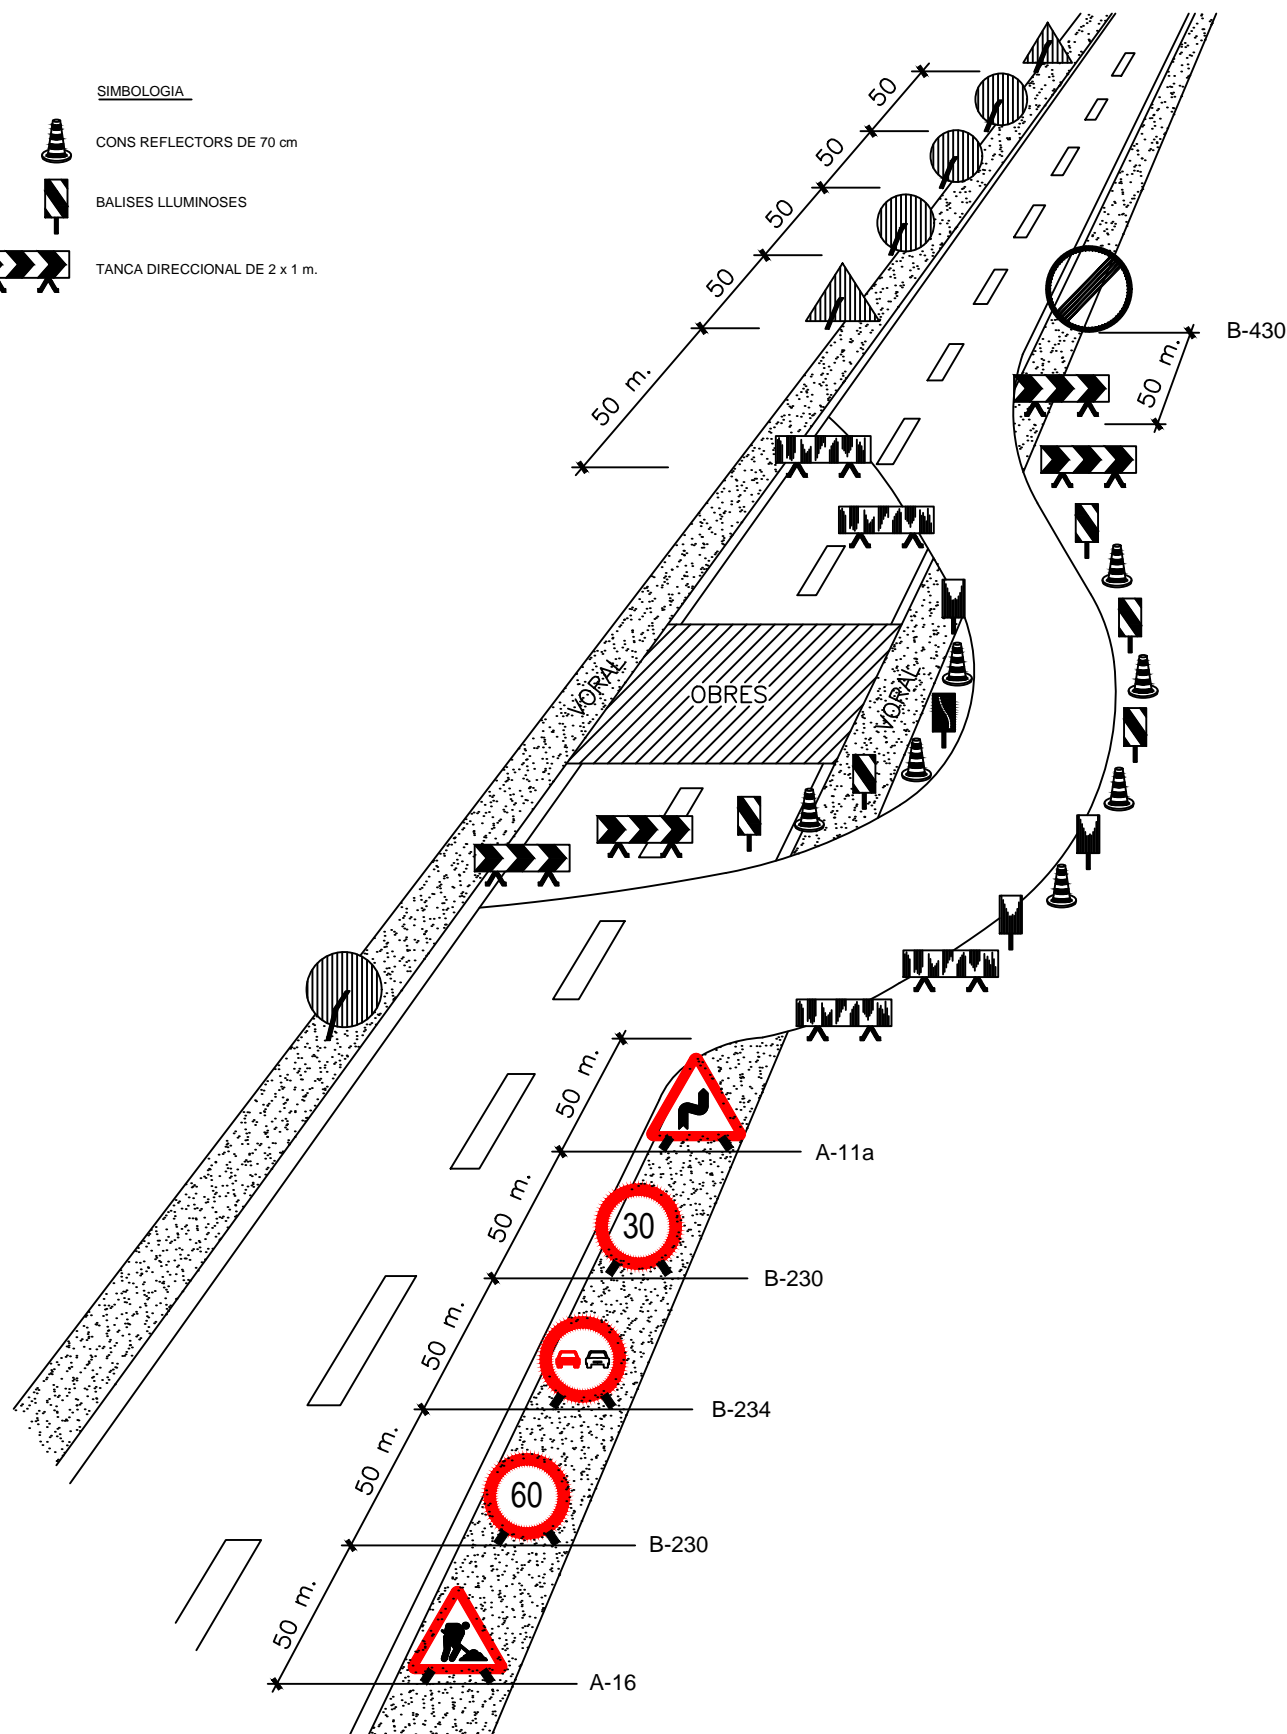 SIMBOLOGIA
CONS REFLECTORS DE 70 cm
BALISES LLUMINOSES
TANCA DIRECCIONAL DE 2 x 1 m.
50
50
50
50
50 m.
B-430
50 m.
VORAL
OBRES
VORAL
50 m.
A-11a
50 m.
30
B-230
50 m.
B-234
50 m.
60
B-230
50 m.
A-16